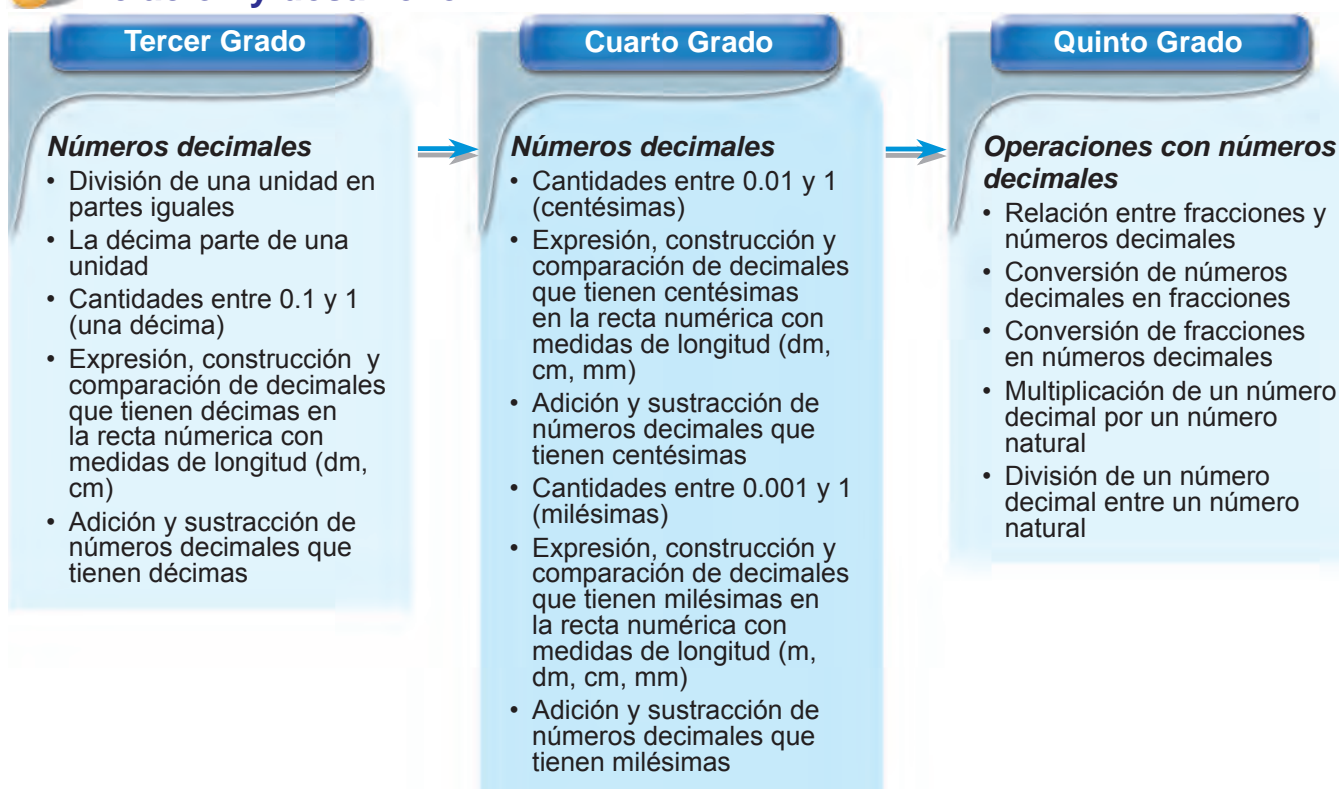 Tercer Grado
Números decimales
• División de una unidad en
partes iguales
• La décima parte de una
unidad
• Cantidades entre 0.1 y 1
(una décima)
• Expresión, construcción y
comparación de decimales
que tienen décimas en
la recta númerica con
medidas de longitud (dm,
cm)
• Adición y sustracción de
números decimales que
tienen décimas
Cuarto Grado
Números decimales
• Cantidades entre 0.01 y 1
(centésimas)
• Expresión, construcción y
comparación de decimales
que tienen centésimas
en la recta numérica con
medidas de longitud (dm,
cm, mm)
• Adición y sustracción de
números decimales que
tienen centésimas
• Cantidades entre 0.001 y 1
(milésimas)
• Expresión, construcción y
comparación de decimales
que tienen milésimas en
la recta numérica con
medidas de longitud (m,
dm, cm, mm)
• Adición y sustracción de
números decimales que
tienen milésimas
Quinto Grado
Operaciones con números
decimales
• Relación entre fracciones y
números decimales
• Conversión de números
decimales en fracciones
• Conversión de fracciones
en números decimales
• Multiplicación de un número
decimal por un número
natural
• División de un número
decimal entre un número
natural